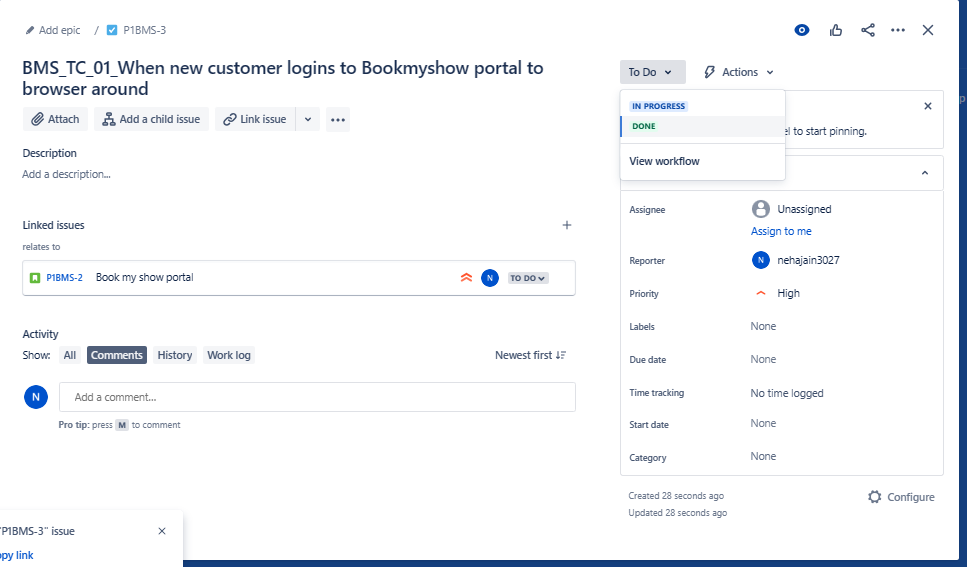 Add epic / P1BMS-3
BMS_TC_01_When new customer logins to Bookmyshow portal to
browser around
Attach Add a child issue Link issue
Description
Add a description...
Linked issues
relates to
P1BMS-2 Book my show portal N TO DO
Activity
Show: All Comments History Work log Newest first
N Add a comment...
Pro tip: press M to comment
To Do Actions
IN PROGRESS
DONE
to start pinning.
View workflow
Assignee Unassigned
Assign to me
Reporter N nehajain3027
Priority High
Labels None
Due date None
Time tracking No time logged
Start date None
Category None
Created 28 seconds ago Configure
Updated 28 seconds ago
"P1BMS-3" issue
link